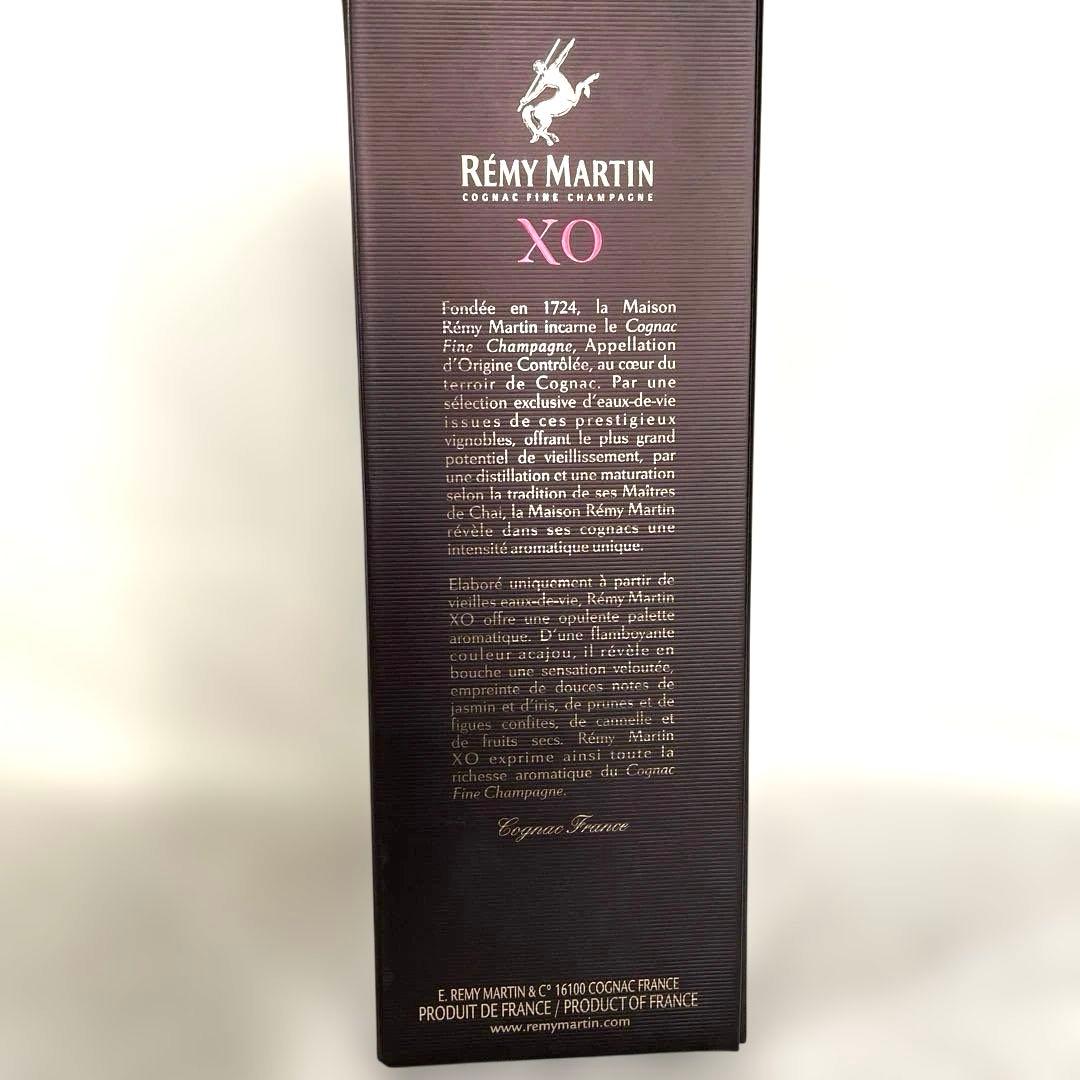 RÉMY MARTIN
COGNAC FINE CHAMPAGNE
XO
Fondée en 1724, la Maison
Rémy Martin incarne le Cognac
Fine Champagne, Appellation
d'Origine Contrôlée, au cœur du
terroir de Cognac. Par une
sélection exclusive d'eaux-de-vie
issues de ces prestigieux
vignobles, offrant le plus grand
potentiel de vieillissement, par
une distillation et une maturation
selon la tradition de ses Maîtres
de Chai, la Maison Rémy Martin
révèle dans ses cognacs une
intensité aromatique unique.
Elaboré uniquement à partir de
vieilles eaux-de-vie, Rémy Martin
XO offre une opulente palette
aromatique. D'une flamboyante
couleur acajou, il révèle en
bouche une sensation veloutée,
empreinte de douces notes de
jasmin et d'iris, de prunes et de
figues confites, de cannelle et
de fruits secs. Rémy Martin
XO exprime ainsi toute la
richesse aromatique du Cognac
Fine Champagne.
Cognac France
E. REMY MARTIN & C° 16100 COGNAC FRANCE
PRODUIT DE FRANCE / PRODUCT OF FRANCE
www.remymartin.com